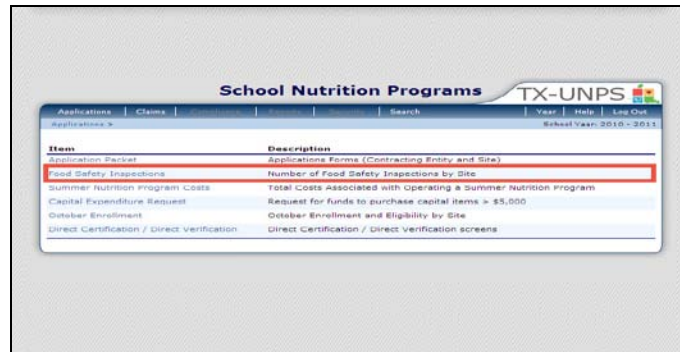 School Nutrition Programs
TX-UNPS
Applications | Claims | | | | Search | Year | Help | Log Out
Applications > School Year: 2010 - 2011
Item Description
Application Packet Applications Forms (Contracting Entity and Site)
Food Safety Inspections Number of Food Safety Inspections by Site
Summer Nutrition Program Costs Total Costs Associated with Operating a Summer Nutrition Program
Capital Expenditure Request Request for funds to purchase capital items > $5,000
October Enrollment October Enrollment and Eligibility by Site
Direct Certification / Direct Verification Direct Certification / Direct Verification screens